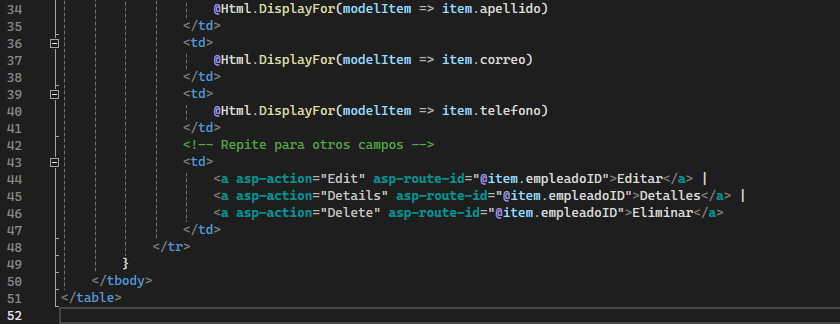 34 @Html.DisplayFor(modelItem => item.apellido)
35 </td>
36 <td>
37 @Html.DisplayFor(modelItem => item.correo)
38 </td>
39 <td>
40 @Html.DisplayFor(modelItem => item.telefono)
41 </td>
42 <!-- Repite para otros campos -->
43 <td>
44 <a asp-action="Edit" asp-route-id="@item.empleadoID">Editar</a> |
45 <a asp-action="Details" asp-route-id="@item.empleadoID">Detalles</a> |
46 <a asp-action="Delete" asp-route-id="@item.empleadoID">Eliminar</a>
47 </td>
48 </tr>
49 }
50 </tbody>
51 </table>
52